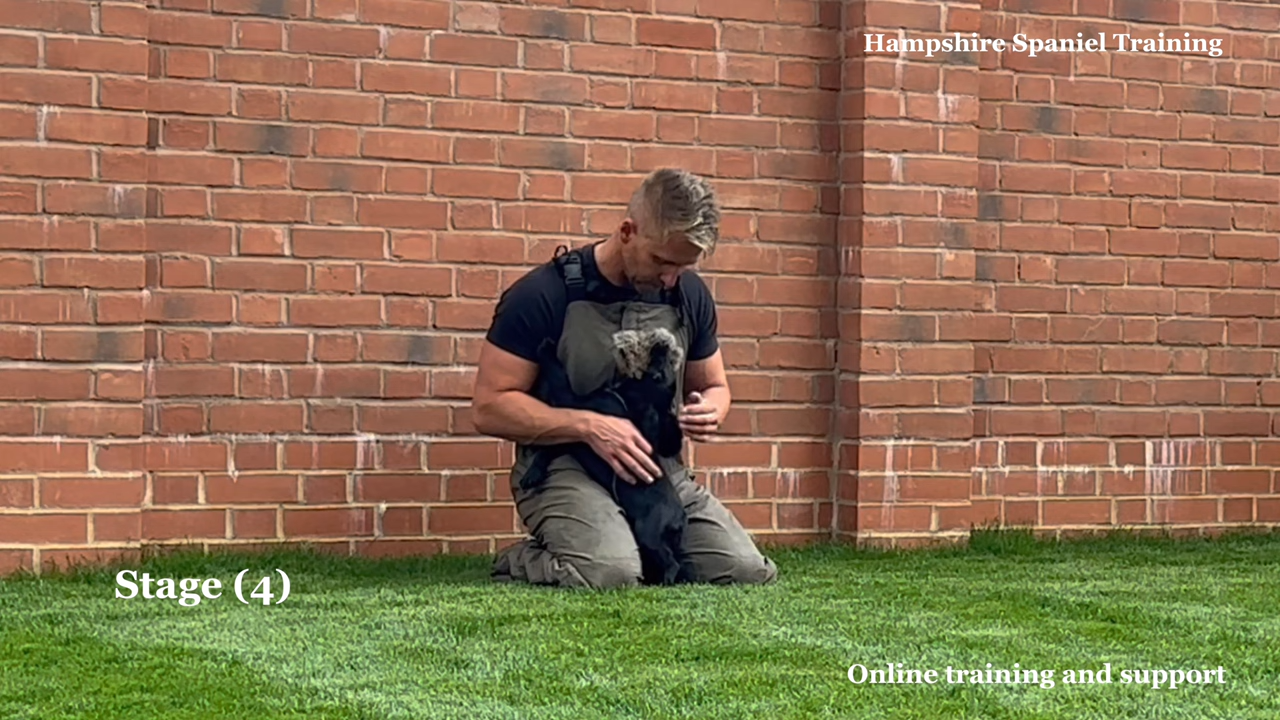 Hampshire Spaniel Training
Stage (4)
Online training and support